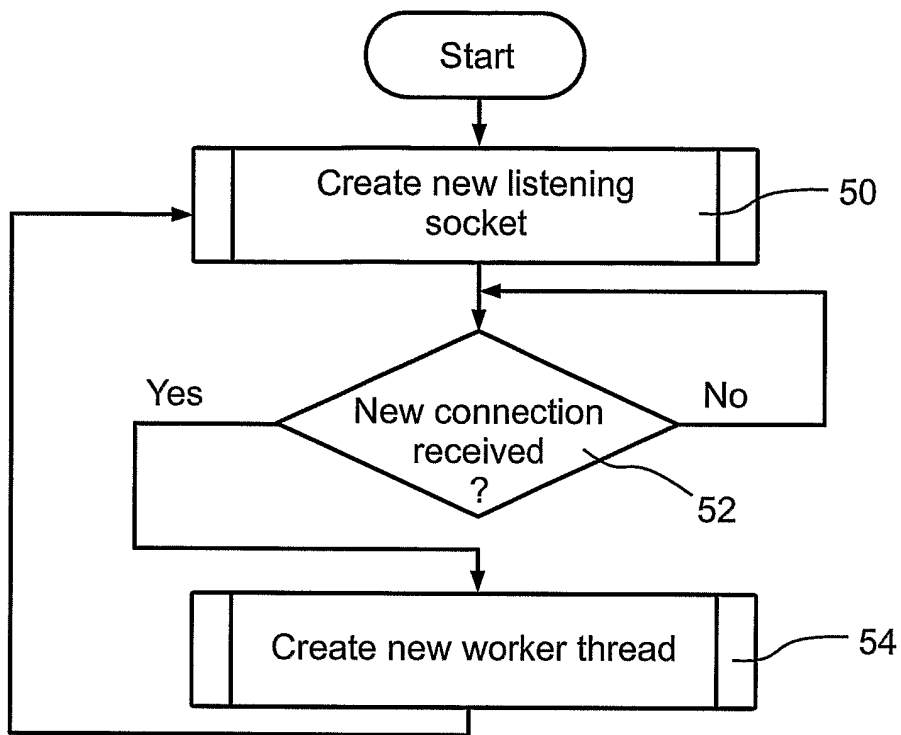 Start
Create new listening
socket
50
Yes
No
New connection
received
?
52
Create new worker thread
54